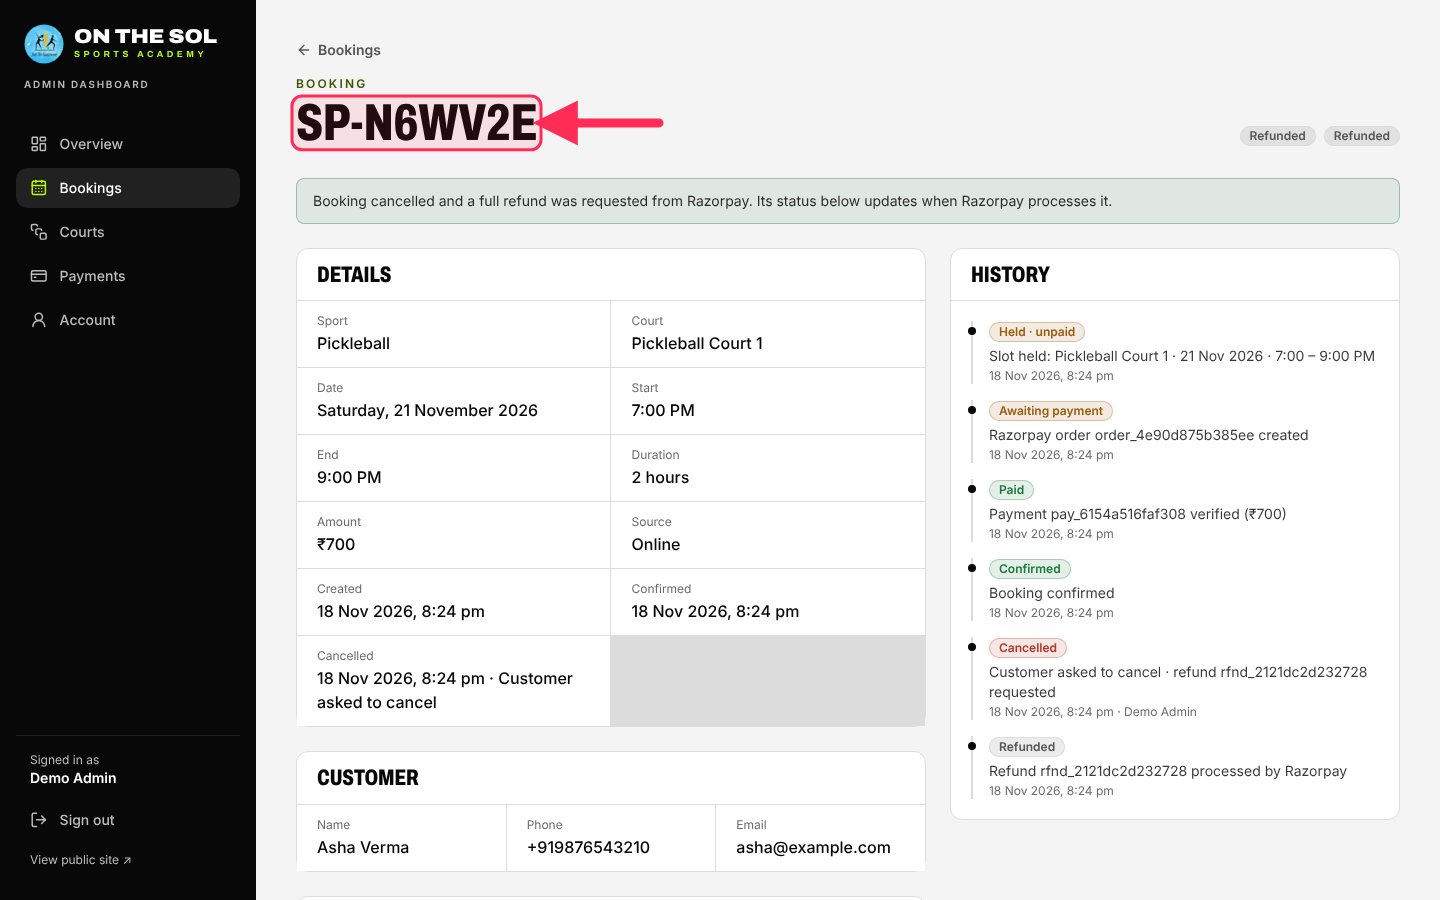 ON THE SOL
SPORTS ACADEMY
ADMIN DASHBOARD
Overview
Bookings
Courts
Payments
Account
Signed in as
Demo Admin
Sign out
View public site ↗
← Bookings
BOOKING
SP-N6WV2E
Refunded Refunded
Booking cancelled and a full refund was requested from Razorpay. Its status below updates when Razorpay processes it.
DETAILS
Sport
Pickleball
Court
Pickleball Court 1
Date
Saturday, 21 November 2026
Start
7:00 PM
End
9:00 PM
Duration
2 hours
Amount
₹700
Source
Online
Created
18 Nov 2026, 8:24 pm
Confirmed
18 Nov 2026, 8:24 pm
Cancelled
18 Nov 2026, 8:24 pm · Customer
asked to cancel
CUSTOMER
Name
Asha Verma
Phone
+919876543210
Email
asha@example.com
HISTORY
Held · unpaid
Slot held: Pickleball Court 1 · 21 Nov 2026 · 7:00 – 9:00 PM
18 Nov 2026, 8:24 pm
Awaiting payment
Razorpay order order_4e90d875b385ee created
18 Nov 2026, 8:24 pm
Paid
Payment pay_6154a516faf308 verified (₹700)
18 Nov 2026, 8:24 pm
Confirmed
Booking confirmed
18 Nov 2026, 8:24 pm
Cancelled
Customer asked to cancel · refund rfnd_2121dc2d232728
requested
18 Nov 2026, 8:24 pm · Demo Admin
Refunded
Refund rfnd_2121dc2d232728 processed by Razorpay
18 Nov 2026, 8:24 pm